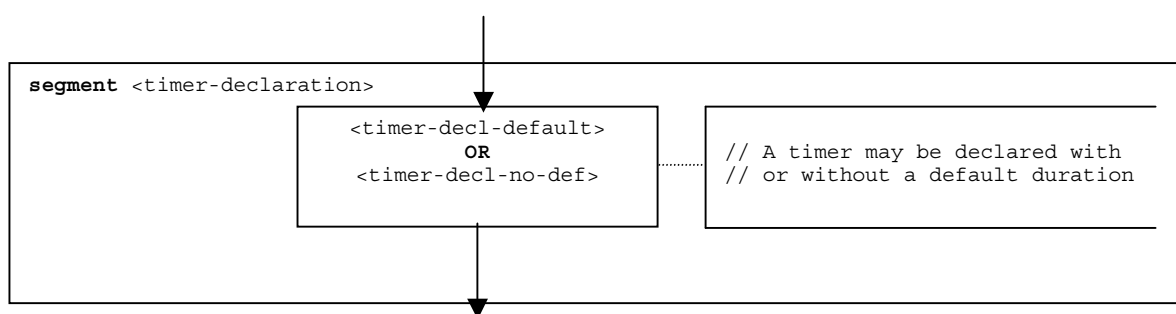 segment <timer-declaration>
<timer-decl-default>
OR
<timer-decl-no-def>
// A timer may be declared with
// or without a default duration